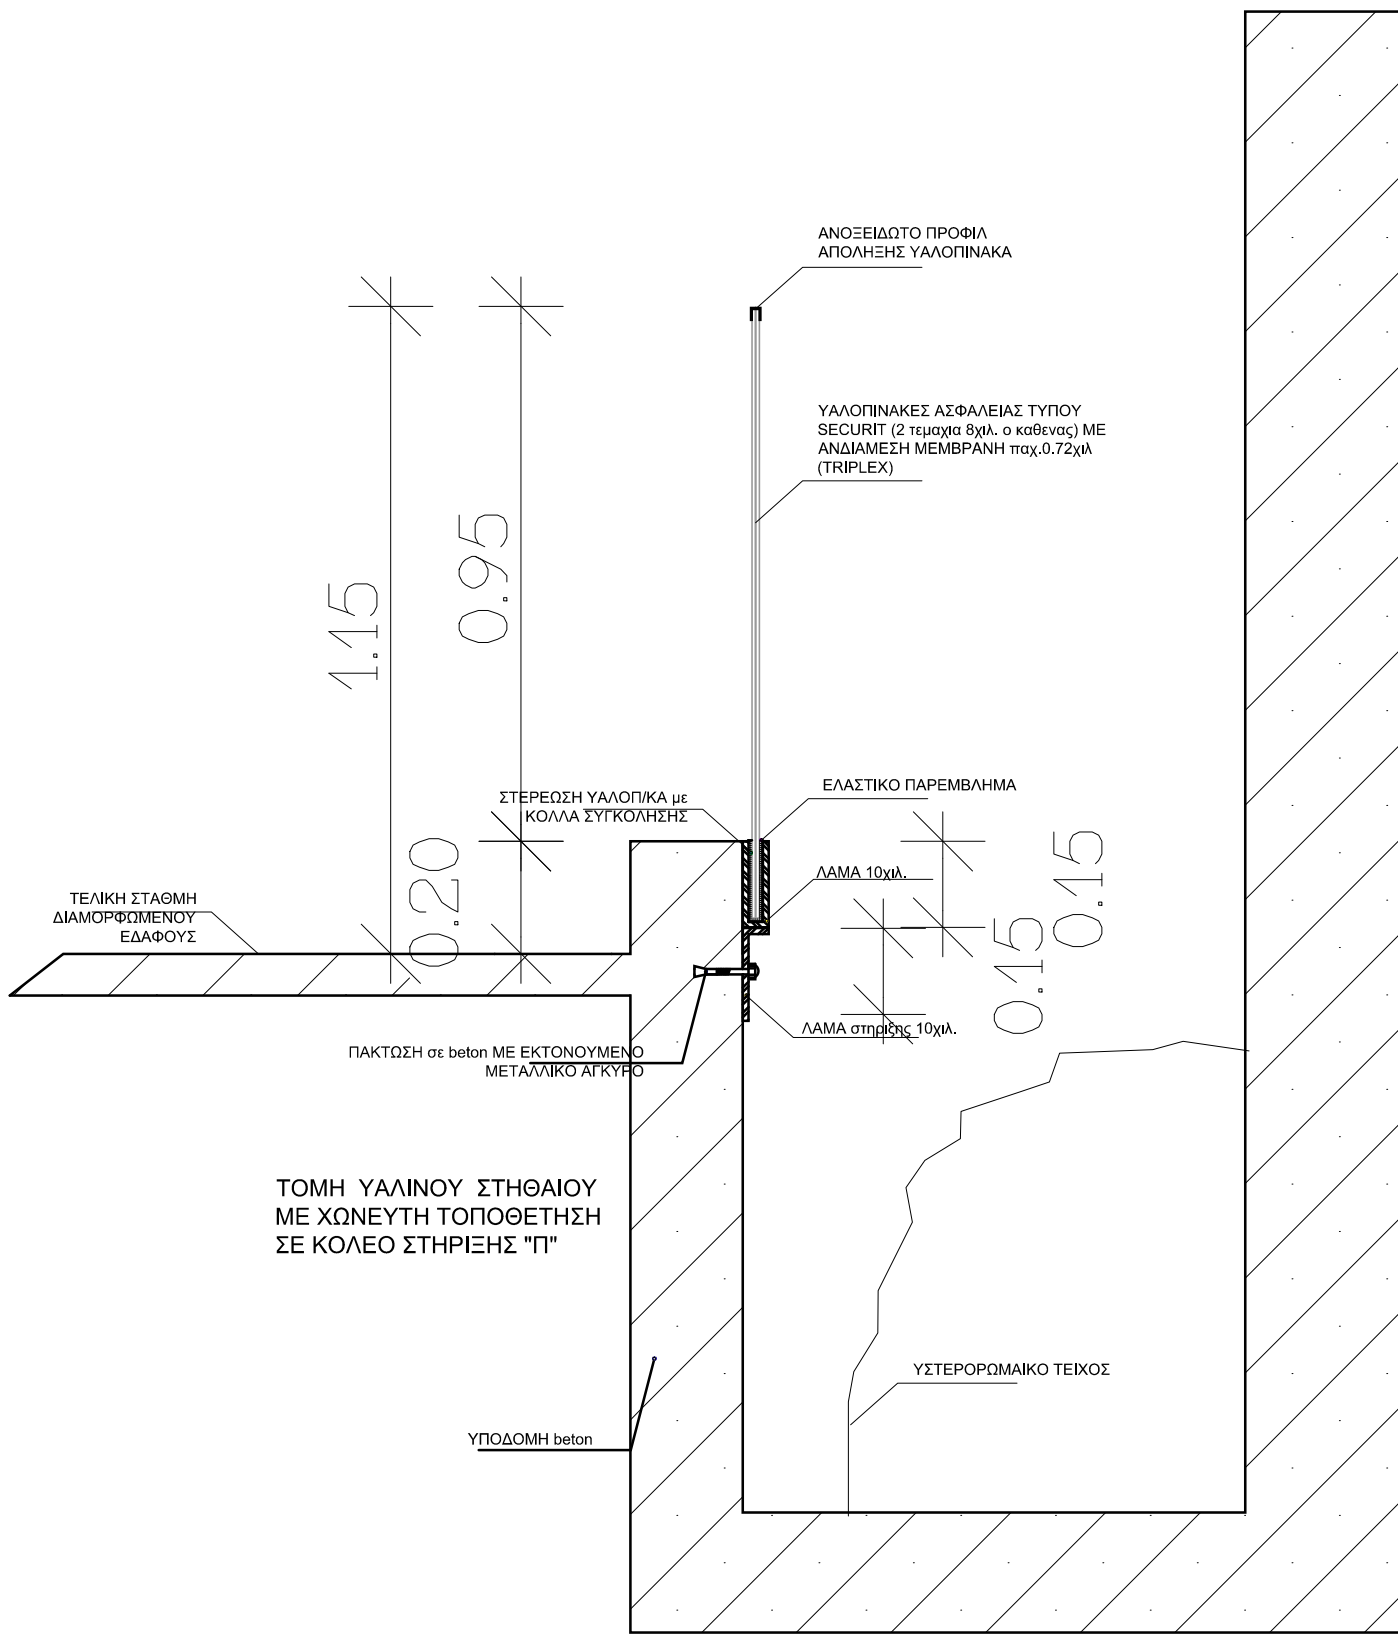 ΑΝΟΞΕΙΔΩΤΟ ΠΡΟΦΙΛ
ΑΠΟΛΗΞΗΣ ΥΑΛΟΠΙΝΑΚΑ
ΥΑΛΟΠΙΝΑΚΕΣ ΑΣΦΑΛΕΙΑΣ ΤΥΠΟΥ
SECURIT (2 τεμαχια 8χιλ. ο καθενας) ΜΕ
ΑΝΔΙΑΜΕΣΗ ΜΕΜΒΡΑΝΗ παχ.0.72χιλ
(TRIPLEX)
1.15
0.95
0.20
ΣΤΕΡΕΩΣΗ ΥΑΛΟΠ/ΚΑ με
ΚΟΛΛΑ ΣΥΓΚΟΛΗΣΗΣ
ΕΛΑΣΤΙΚΟ ΠΑΡΕΜΒΛΗΜΑ
ΛΑΜΑ 10χιλ.
0.15
0.15
ΤΕΛΙΚΗ ΣΤΑΘΜΗ
ΔΙΑΜΟΡΦΩΜΕΝΟΥ
ΕΔΑΦΟΥΣ
ΛΑΜΑ στηριξης 10χιλ.
ΠΑΚΤΩΣΗ σε beton ΜΕ ΕΚΤΟΝΟΥΜΕΝΟ
ΜΕΤΑΛΛΙΚΟ ΑΓΚΥΡΟ
ΤΟΜΗ ΥΑΛΙΝΟΥ ΣΤΗΘΑΙΟΥ
ΜΕ ΧΩΝΕΥΤΗ ΤΟΠΟΘΕΤΗΣΗ
ΣΕ ΚΟΛΕΟ ΣΤΗΡΙΞΗΣ "Π"
ΥΣΤΕΡΟΡΩΜΑΙΚΟ ΤΕΙΧΟΣ
ΥΠΟΔΟΜΗ beton